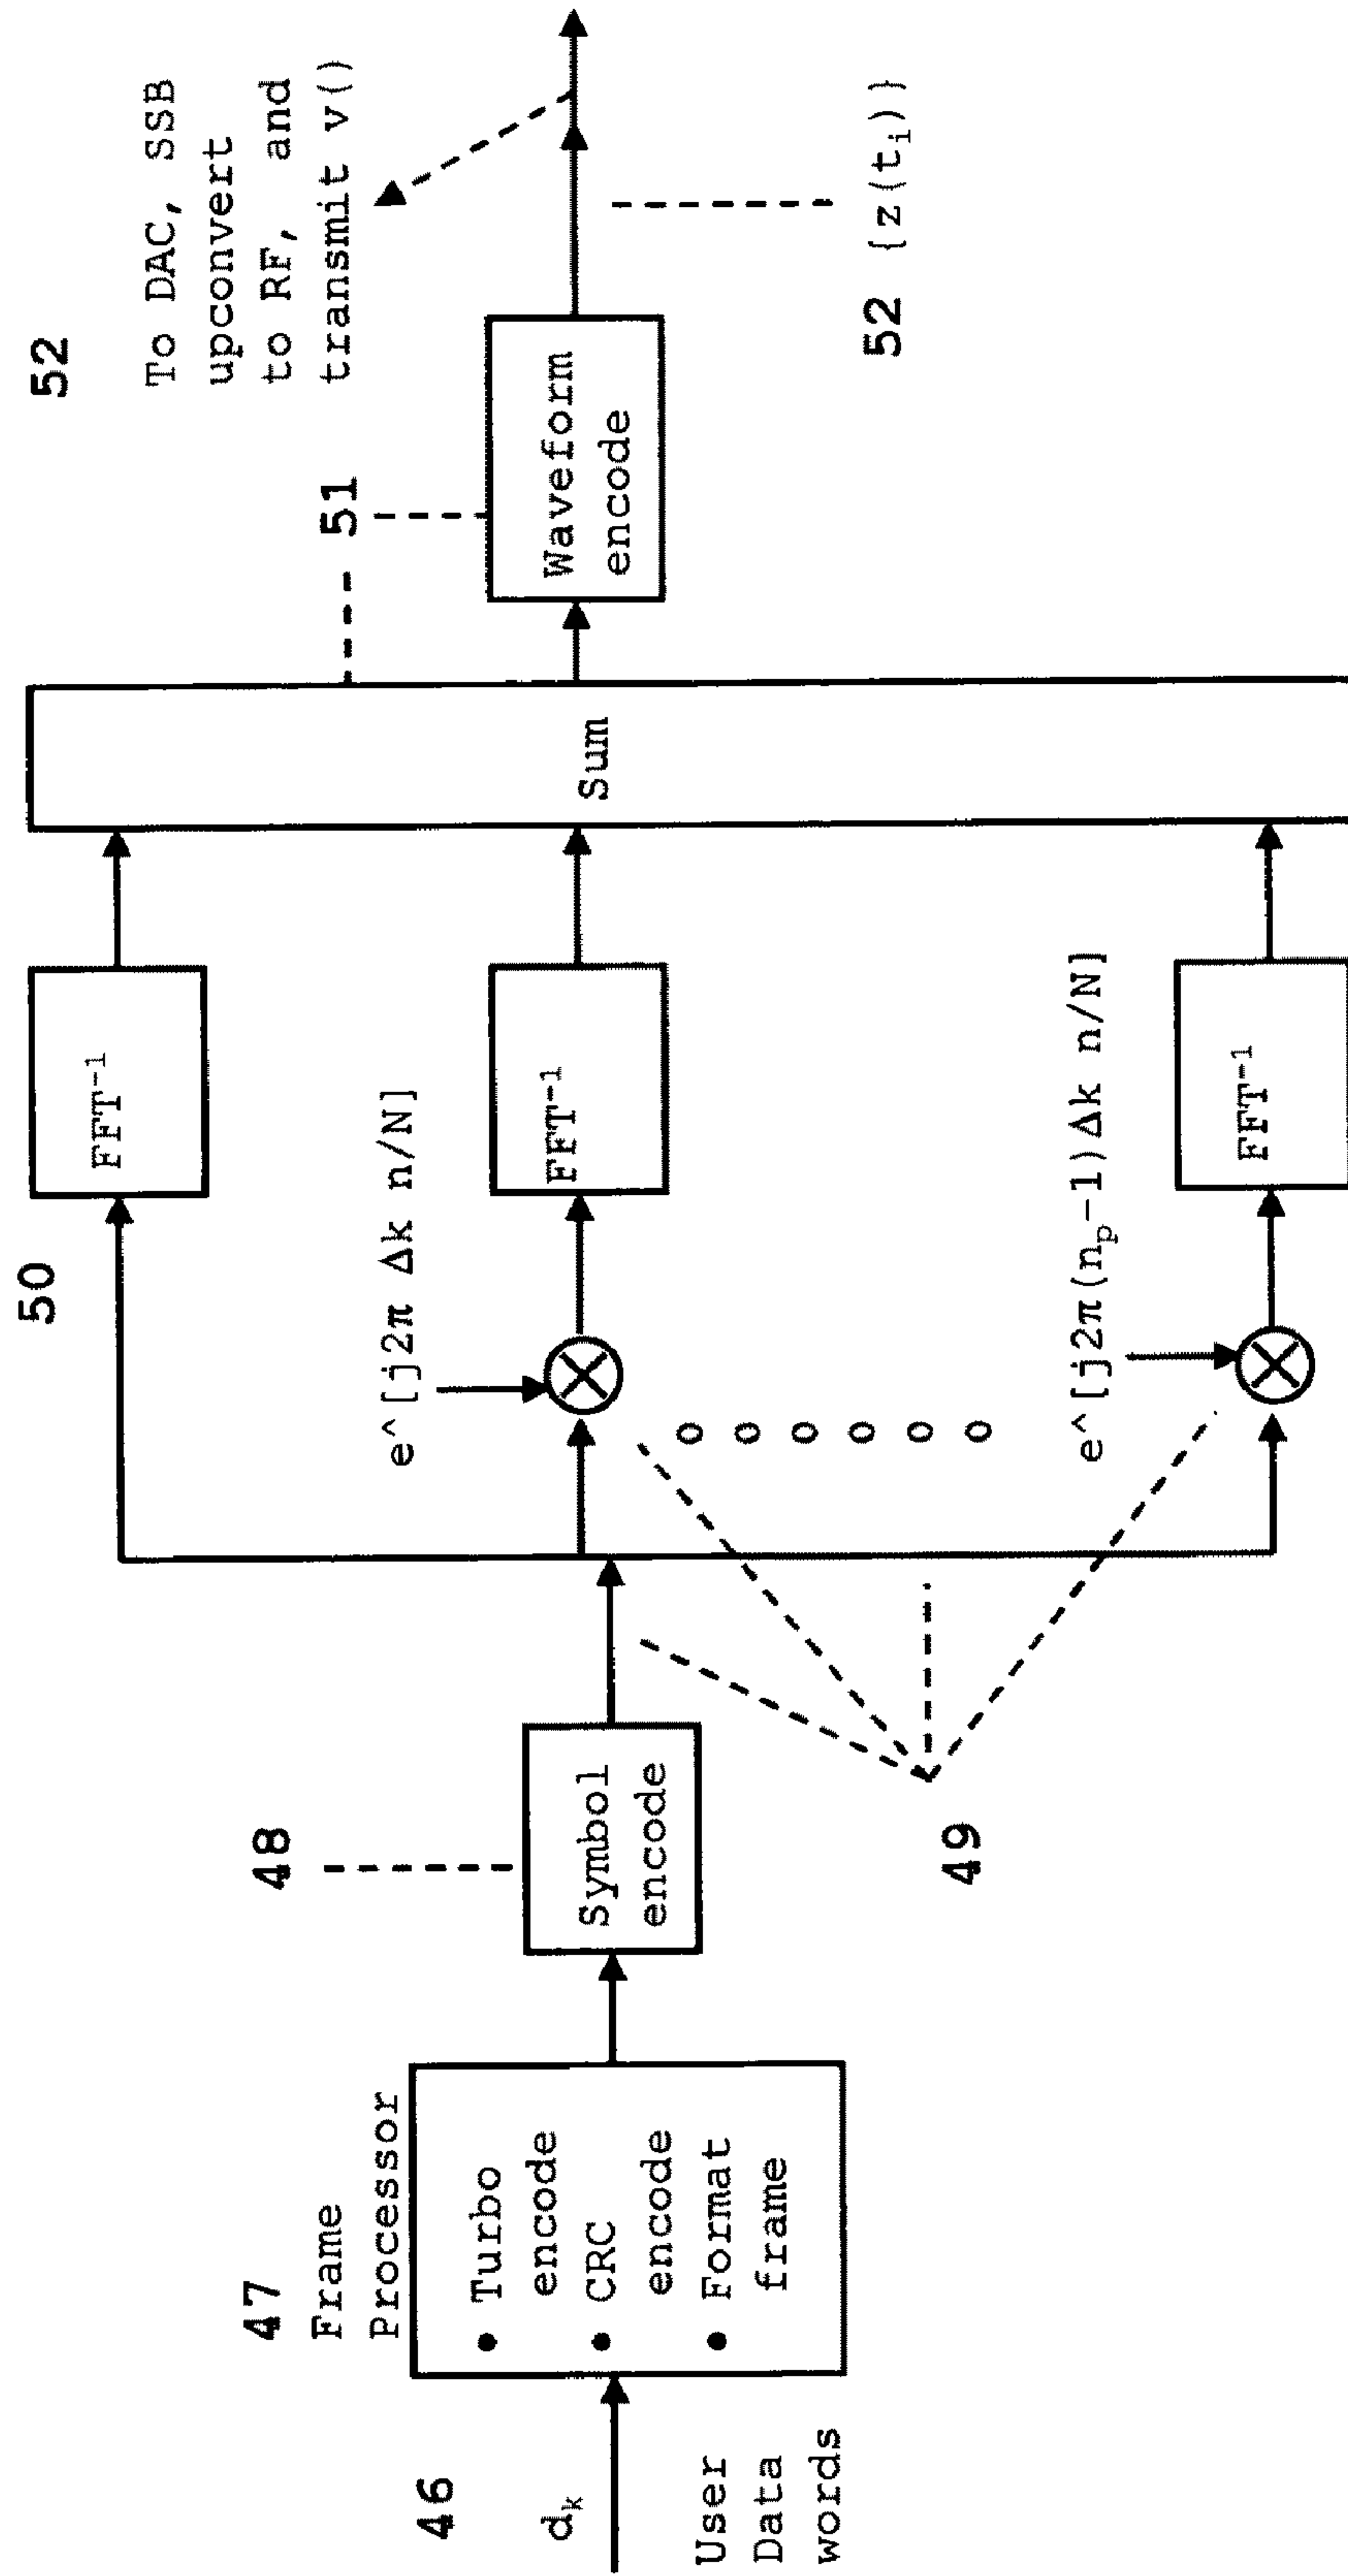 46
d_k
User
Data
words
47
Frame
Processor
• Turbo
encode
• CRC
encode
• Format
frame
48
Symbol
encode
49
50
FFT⁻¹
e^[j2π Δk n/N]
FFT⁻¹
o o o o o o
e^[j2π(nₚ-1)Δk n/N]
FFT⁻¹
Sum
51
Waveform
encode
52
To DAC, SSB
upconvert
to RF, and
transmit v()
52 {z(tᵢ)}